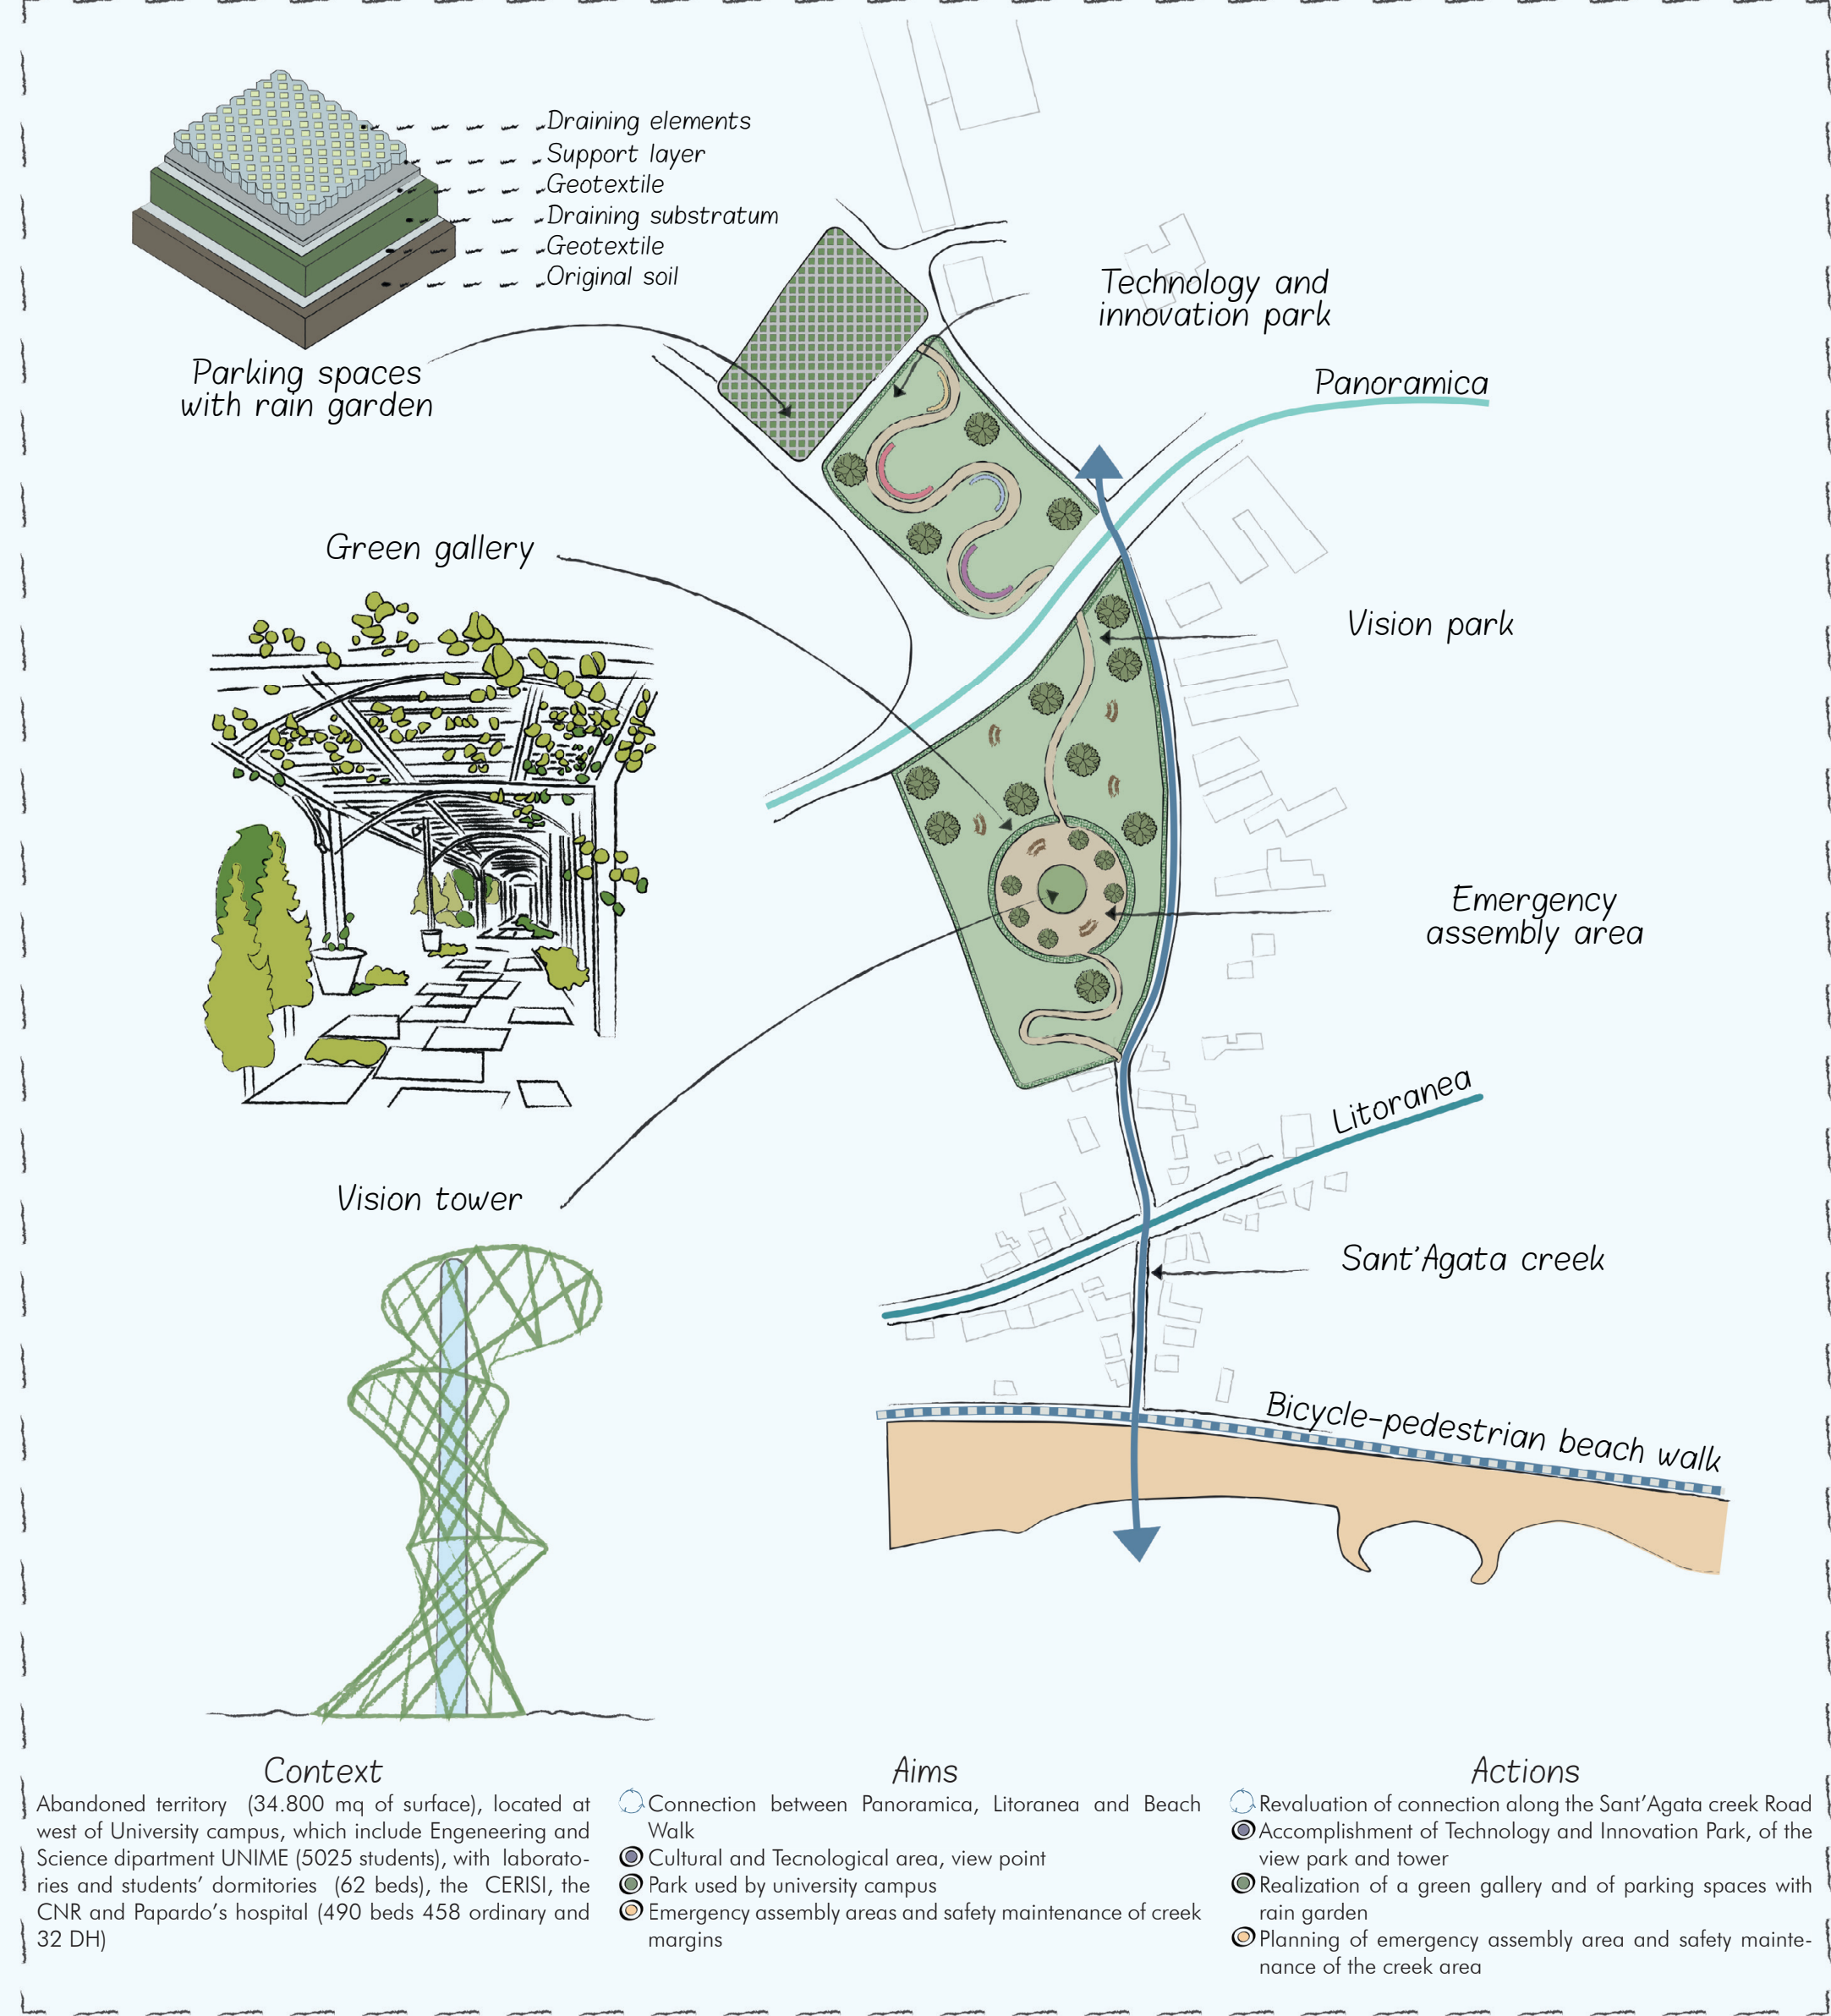 Draining elements
Support layer
Geotextile
Draining substratum
Geotextile
Original soil
Parking spaces
with rain garden
Technology and
innovation park
Panoramica
Green gallery
Vision park
Emergency
assembly area
Litoranea
Vision tower
Sant'Agata creek
Bicycle-pedestrian beach walk
Context
Abandoned territory (34.800 mq of surface), located at
west of University campus, which include Engeneering and
Science dipartment UNIME (5025 students), with laborato-
ries and students' dormitories (62 beds), the CERISI, the
CNR and Papardo's hospital (490 beds 458 ordinary and
32 DH)
Aims
Connection between Panoramica, Litoranea and Beach
Walk
Cultural and Tecnological area, view point
Park used by university campus
Emergency assembly areas and safety maintenance of creek
margins
Actions
Revaluation of connection along the Sant'Agata creek Road
Accomplishment of Technology and Innovation Park, of the
view park and tower
Realization of a green gallery and of parking spaces with
rain garden
Planning of emergency assembly area and safety mainte-
nance of the creek area